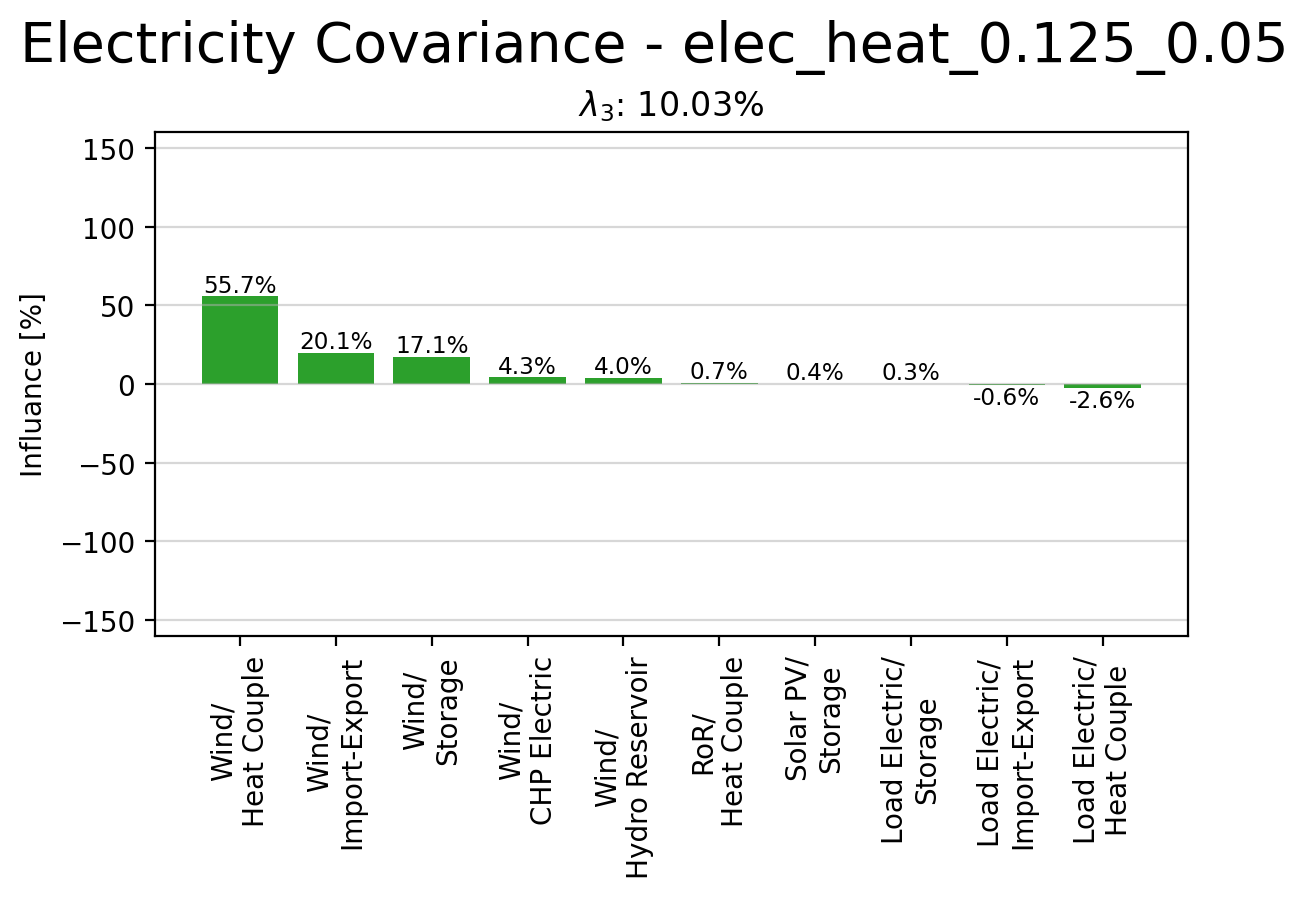 Electricity Covariance - elec_heat_0.125_0.05
λ₃: 10.03%
Influance [%]
150
100
50
0
−50
−100
−150
55.7%
20.1%
17.1%
4.3%
4.0%
0.7%
0.4%
0.3%
-0.6%
-2.6%
Wind/
Heat Couple
Wind/
Import-Export
Wind/
Storage
Wind/
CHP Electric
Wind/
Hydro Reservoir
RoR/
Heat Couple
Solar PV/
Storage
Load Electric/
Storage
Load Electric/
Import-Export
Load Electric/
Heat Couple